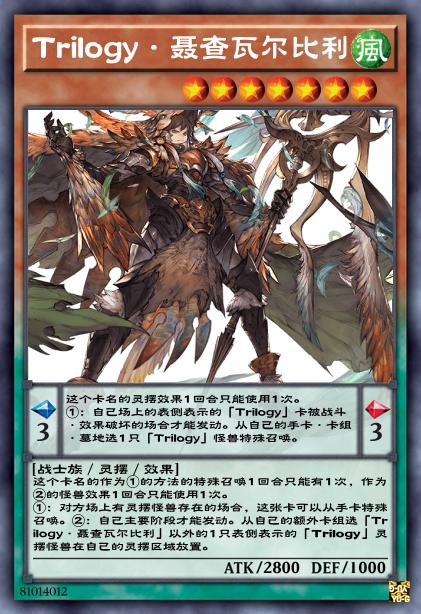 Trilogy・聂查瓦尔比利
風
这个卡名的灵摆效果1回合只能使用1次。
①：自己场上的表侧表示的「Trilogy」卡被战斗
・效果破坏的场合才能发动。从自己的手卡・卡组
・墓地选1只「Trilogy」怪兽特殊召唤。
3
3
[战士族／灵摆／效果]
这个卡名的作为①的方法的特殊召唤1回合只能有1次，作为
②的怪兽效果1回合只能使用1次。
①：对方场上有灵摆怪兽存在的场合，这张卡可以从手卡特殊
召唤。②：自己主要阶段才能发动。从自己的额外卡组选「Tr
ilogy・聂查瓦尔比利」以外的1只表侧表示的「Trilogy」灵
摆怪兽在自己的灵摆区域放置。
ATK/2800 DEF/1000
81014012